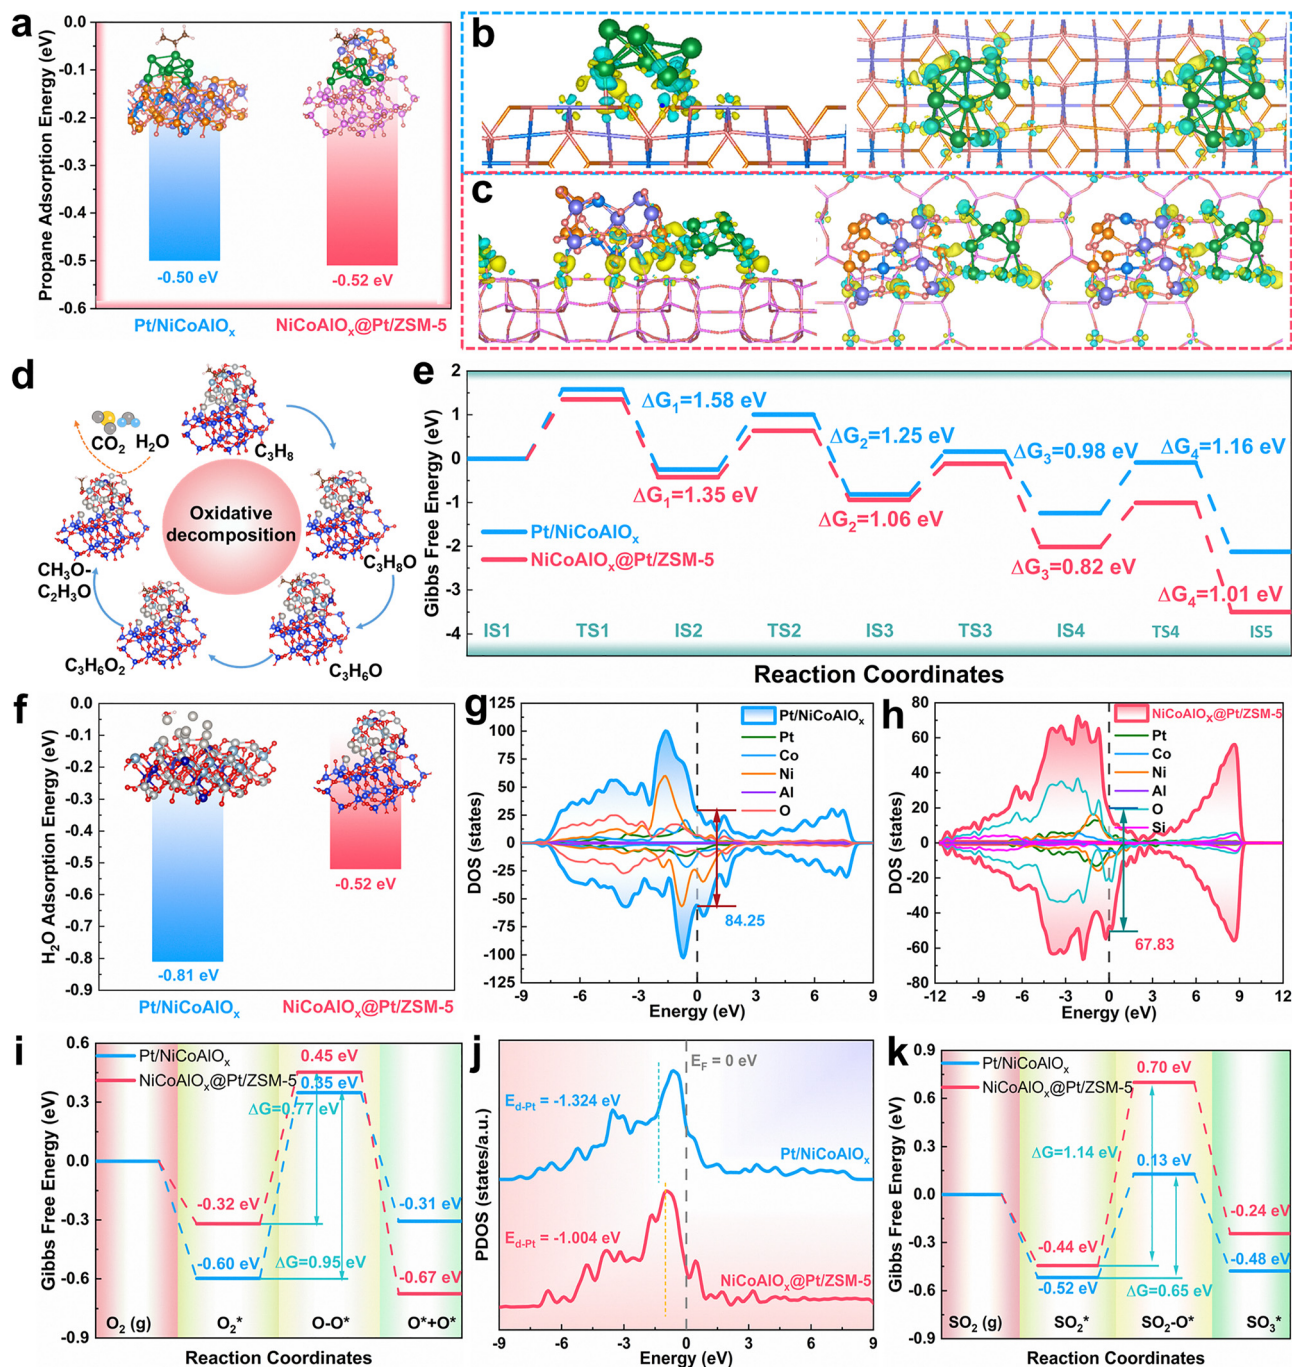 a
Propane Adsorption Energy (eV)
0.0
-0.1
-0.2
-0.3
-0.4
-0.5
-0.6
-0.50 eV
-0.52 eV
Pt/NiCoAlOx
NiCoAlOx@Pt/ZSM-5
b
c
d
CO2
H2O
C3H8
C3H8O
C3H6O
C3H6O2
CH3O-
C2H3O
Oxidative
decomposition
e
Gibbs Free Energy (eV)
2
1
0
-1
-2
-3
-4
ΔG1=1.58 eV
ΔG2=1.25 eV
ΔG3=0.98 eV
ΔG4=1.16 eV
ΔG1=1.35 eV
ΔG2=1.06 eV
ΔG3=0.82 eV
ΔG4=1.01 eV
Pt/NiCoAlOx
NiCoAlOx@Pt/ZSM-5
IS1 TS1 IS2 TS2 IS3 TS3 IS4 TS4 IS5
Reaction Coordinates
f
H2O Adsorption Energy (eV)
0.0
-0.1
-0.2
-0.3
-0.4
-0.5
-0.6
-0.7
-0.8
-0.9
-0.81 eV
-0.52 eV
Pt/NiCoAlOx
NiCoAlOx@Pt/ZSM-5
g
DOS (states)
125
100
75
50
25
0
-25
-50
-75
-100
-125
Pt/NiCoAlOx
Pt
Co
Ni
Al
O
84.25
-9 -6 -3 0 3 6 9
Energy (eV)
h
DOS (states)
80
60
40
20
0
-20
-40
-60
-80
NiCoAlOx@Pt/ZSM-5
Pt
Co
Ni
Al
O
Si
67.83
-12 -9 -6 -3 0 3 6 9 12
Energy (eV)
i
Gibbs Free Energy (eV)
0.6
0.3
0.0
-0.3
-0.6
-0.9
Pt/NiCoAlOx
NiCoAlOx@Pt/ZSM-5
0.45 eV
0.35 eV
ΔG=0.77 eV
-0.32 eV
-0.31 eV
-0.60 eV
ΔG=0.95 eV
-0.67 eV
O2 (g) O2* O-O* O*+O*
Reaction Coordinates
j
PDOS (states/a.u.)
EF = 0 eV
Ed-Pt = -1.324 eV
Pt/NiCoAlOx
Ed-Pt = -1.004 eV
NiCoAlOx@Pt/ZSM-5
-9 -6 -3 0 3 6 9
Energy (eV)
k
Gibbs Free Energy (eV)
0.9
0.6
0.3
0.0
-0.3
-0.6
-0.9
Pt/NiCoAlOx
NiCoAlOx@Pt/ZSM-5
0.70 eV
ΔG=1.14 eV
0.13 eV
-0.24 eV
-0.44 eV
-0.48 eV
-0.52 eV
ΔG=0.65 eV
SO2 (g) SO2* SO2-O* SO3*
Reaction Coordinates